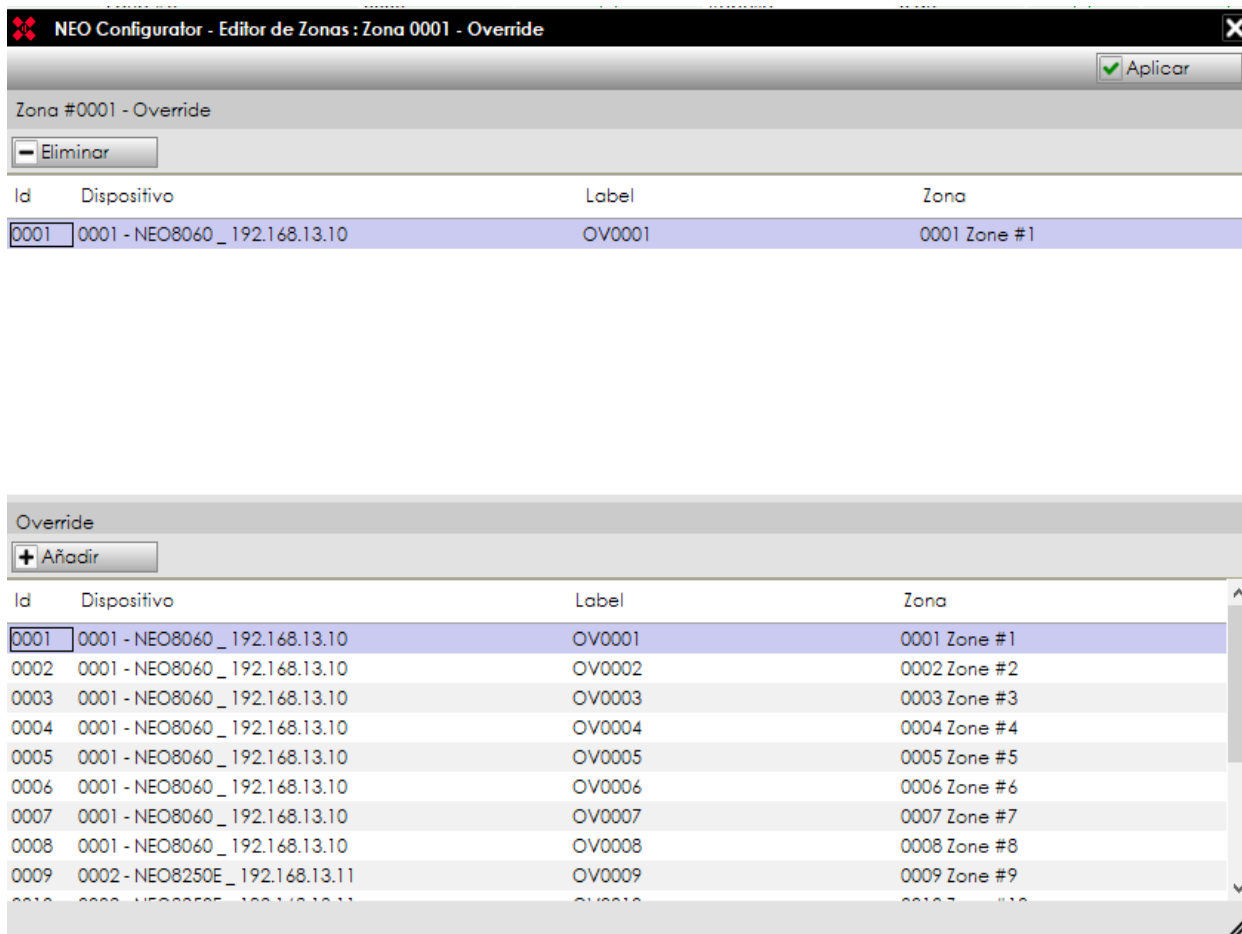 NEO Configurator - Editor de Zonas : Zona 0001 - Override
Aplicar
Zona #0001 - Override
Eliminar
Id Dispositivo Label Zona
0001 0001 - NEO8060 _ 192.168.13.10 OV0001 0001 Zone #1
Override
Añadir
Id Dispositivo Label Zona
0001 0001 - NEO8060 _ 192.168.13.10 OV0001 0001 Zone #1
0002 0001 - NEO8060 _ 192.168.13.10 OV0002 0002 Zone #2
0003 0001 - NEO8060 _ 192.168.13.10 OV0003 0003 Zone #3
0004 0001 - NEO8060 _ 192.168.13.10 OV0004 0004 Zone #4
0005 0001 - NEO8060 _ 192.168.13.10 OV0005 0005 Zone #5
0006 0001 - NEO8060 _ 192.168.13.10 OV0006 0006 Zone #6
0007 0001 - NEO8060 _ 192.168.13.10 OV0007 0007 Zone #7
0008 0001 - NEO8060 _ 192.168.13.10 OV0008 0008 Zone #8
0009 0002 - NEO8250E _ 192.168.13.11 OV0009 0009 Zone #9